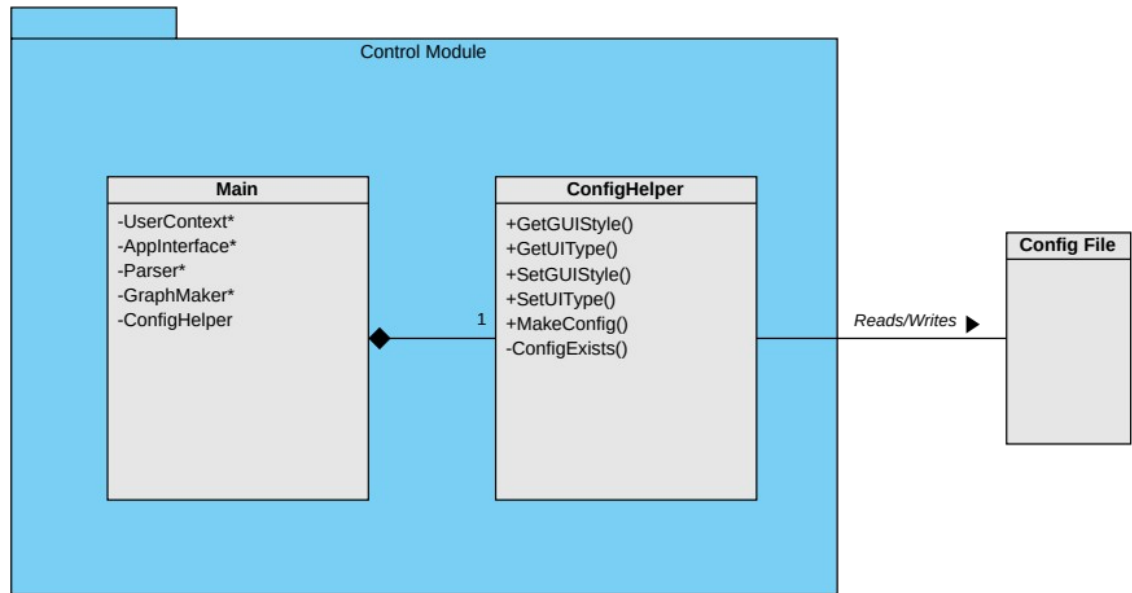 Control Module
Main
-UserContext*
-AppInterface*
-Parser*
-GraphMaker*
-ConfigHelper
1
ConfigHelper
+GetGUIStyle()
+GetUIType()
+SetGUIStyle()
+SetUIType()
+MakeConfig()
-ConfigExists()
Reads/Writes
Config File